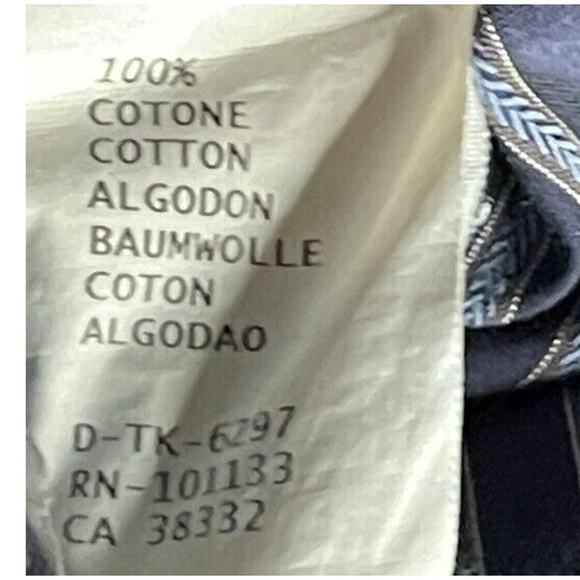 100%
COTONE
COTTON
ALGODON
BAUMWOLLE
COTON
ALGODAO
D-TK-6297
RN-101133
CA 38332